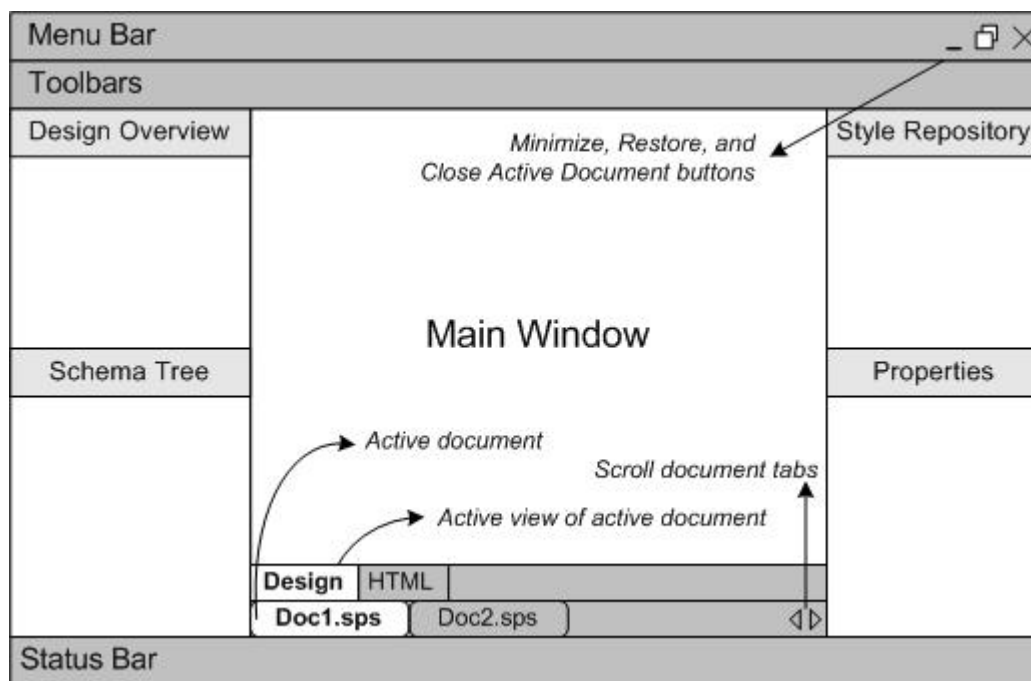 Menu Bar
Toolbars
Design Overview
Minimize, Restore, and
Close Active Document buttons
Style Repository
Main Window
Schema Tree
Properties
Active document
Scroll document tabs
Active view of active document
Design HTML
Doc1.sps Doc2.sps
Status Bar